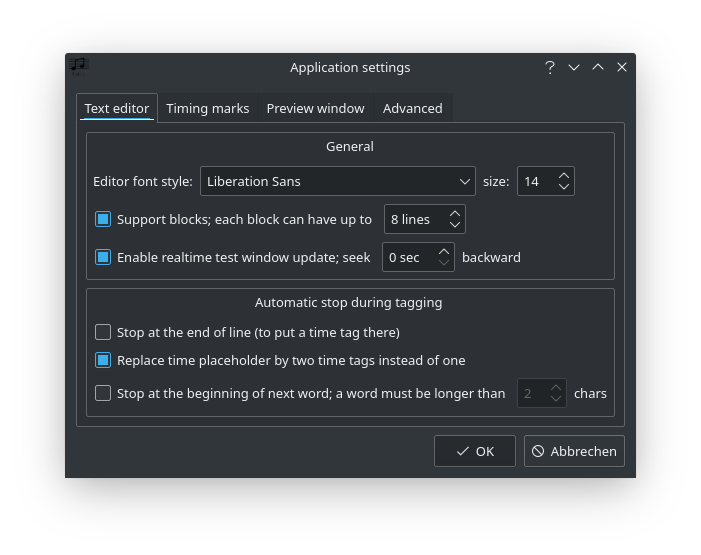 Application settings
Text editor Timing marks Preview window Advanced
General
Editor font style: Liberation Sans size: 14
Support blocks; each block can have up to 8 lines
Enable realtime test window update; seek 0 sec backward
Automatic stop during tagging
Stop at the end of line (to put a time tag there)
Replace time placeholder by two time tags instead of one
Stop at the beginning of next word; a word must be longer than 2 chars
OK Abbrechen